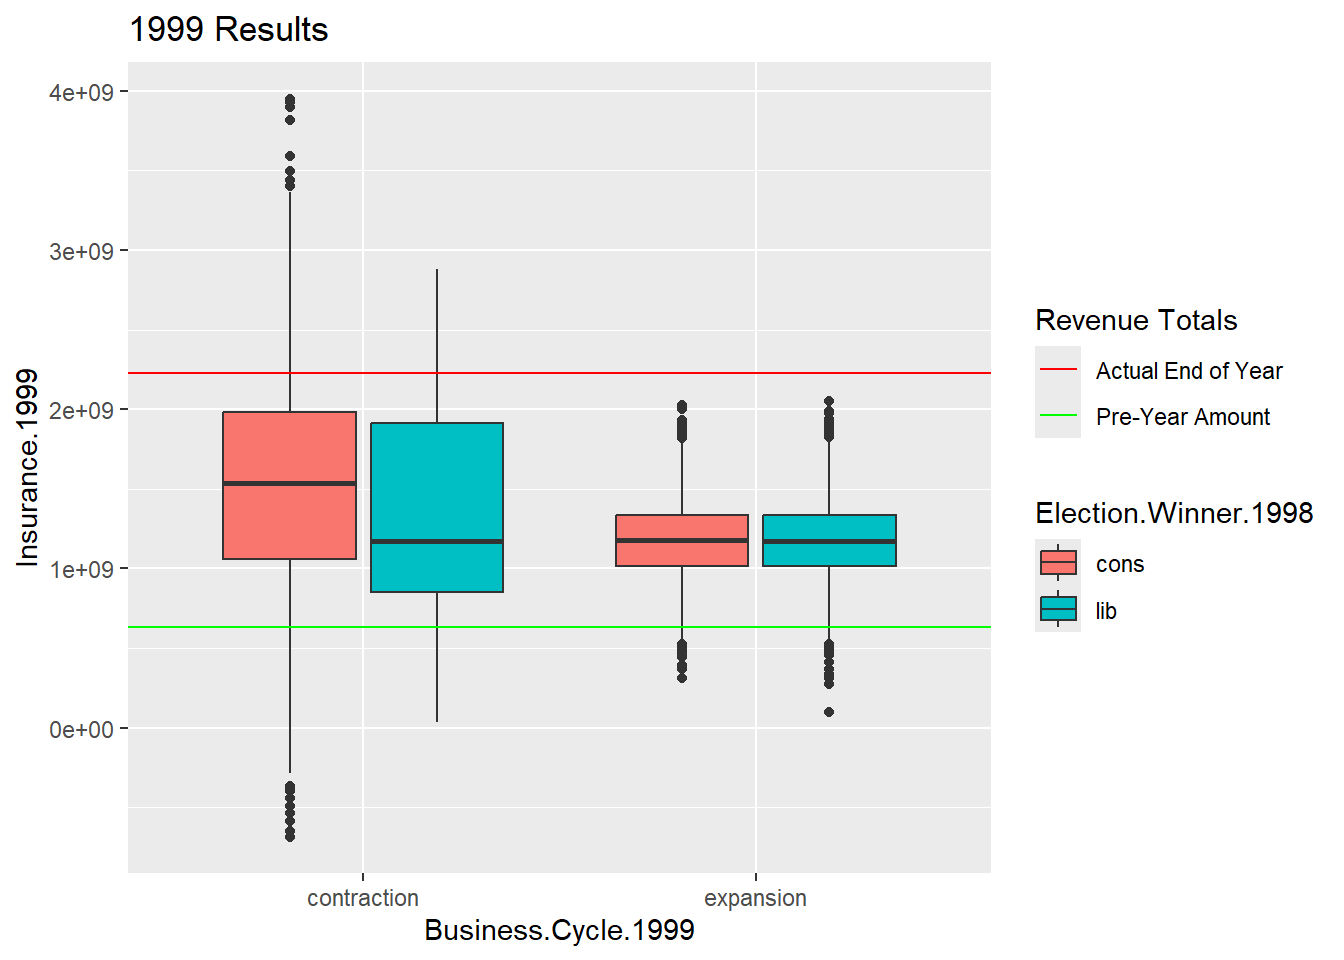 1999 Results
4e+09
3e+09
2e+09
1e+09
0e+00
Insurance.1999
contraction
expansion
Business.Cycle.1999
Revenue Totals
Actual End of Year
Pre-Year Amount
Election.Winner.1998
cons
lib